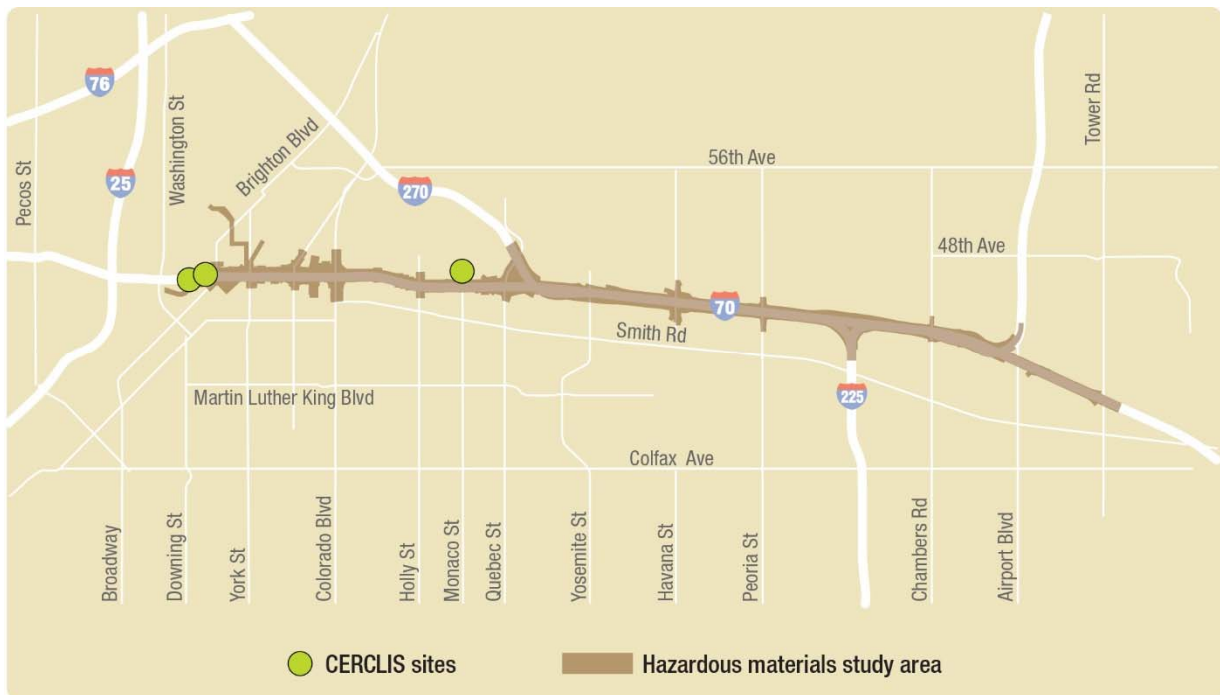 76
Pecos St
25
Washington St
Brighton Blvd
270
56th Ave
Tower Rd
48th Ave
70
Smith Rd
Martin Luther King Blvd
225
Colfax Ave
Broadway
Downing St
York St
Colorado Blvd
Holly St
Monaco St
Quebec St
Yosemite St
Havana St
Peoria St
Chambers Rd
Airport Blvd
CERCLIS sites
Hazardous materials study area